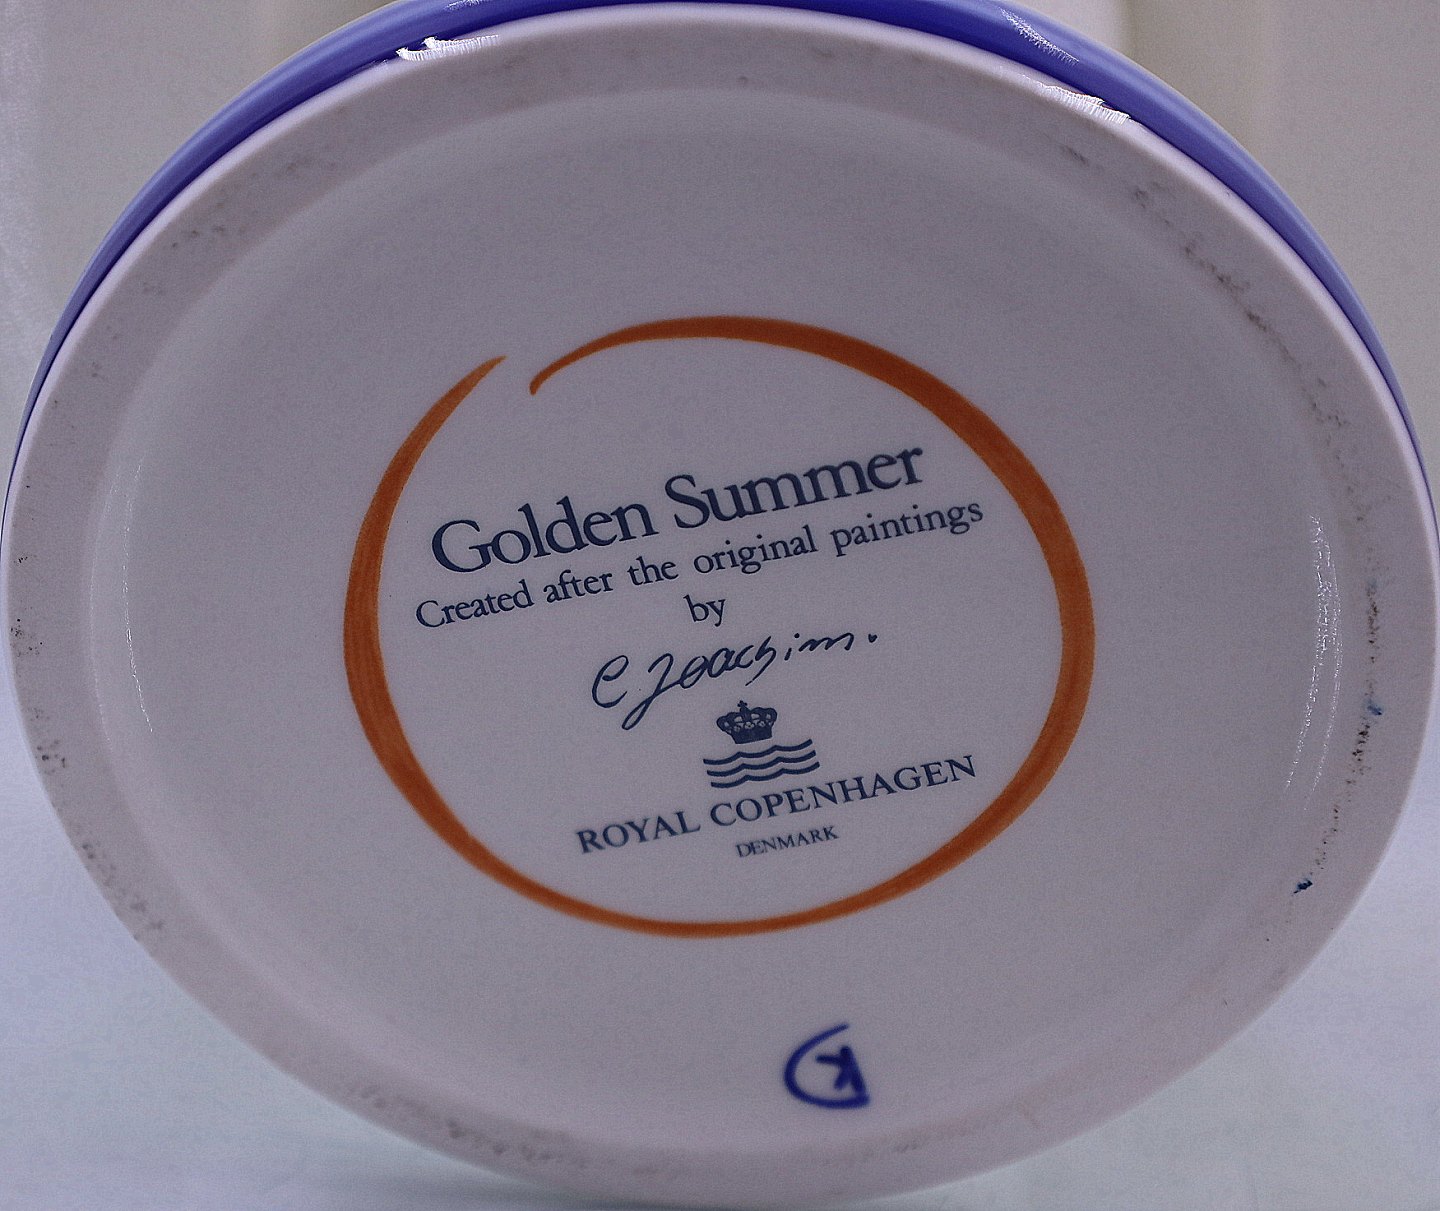 Golden Summer
Created after the original paintings
by
C Joachim.
ROYAL COPENHAGEN
DENMARK